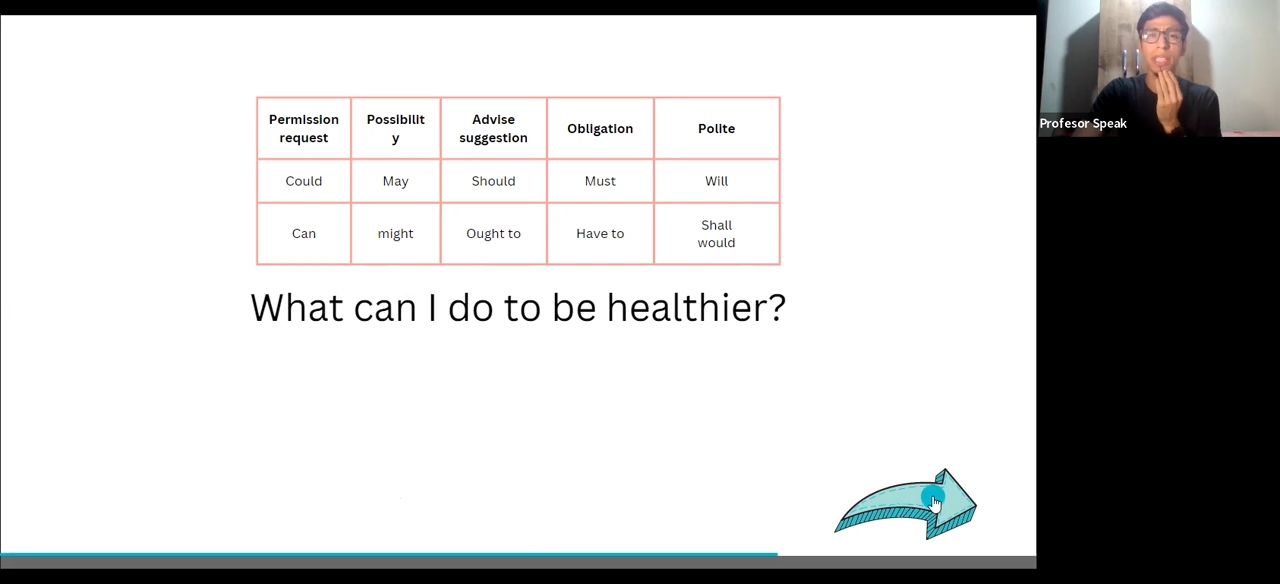 Permission
request
Possibilit
y
Advise
suggestion
Obligation
Polite
Could
May
Should
Must
Will
Can
might
Ought to
Have to
Shall
would
What can I do to be healthier?
Profesor Speak